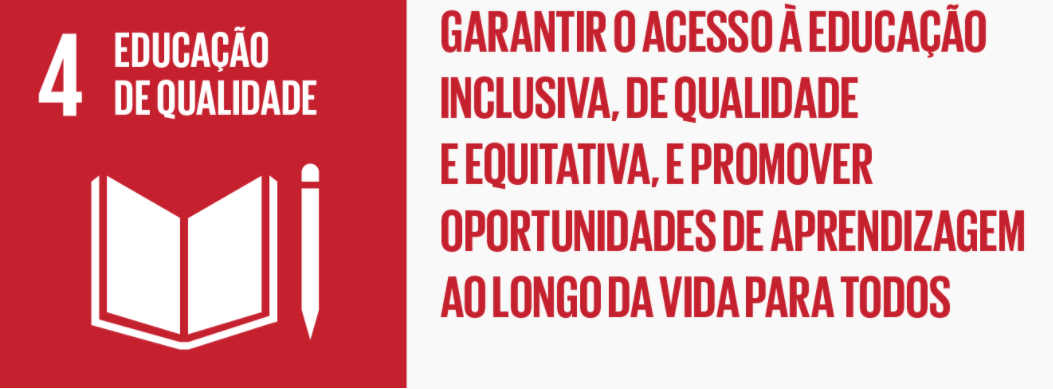 4
EDUCAÇÃO
DE QUALIDADE
GARANTIR O ACESSO À EDUCAÇÃO
INCLUSIVA, DE QUALIDADE
E EQUITATIVA, E PROMOVER
OPORTUNIDADES DE APRENDIZAGEM
AO LONGO DA VIDA PARA TODOS